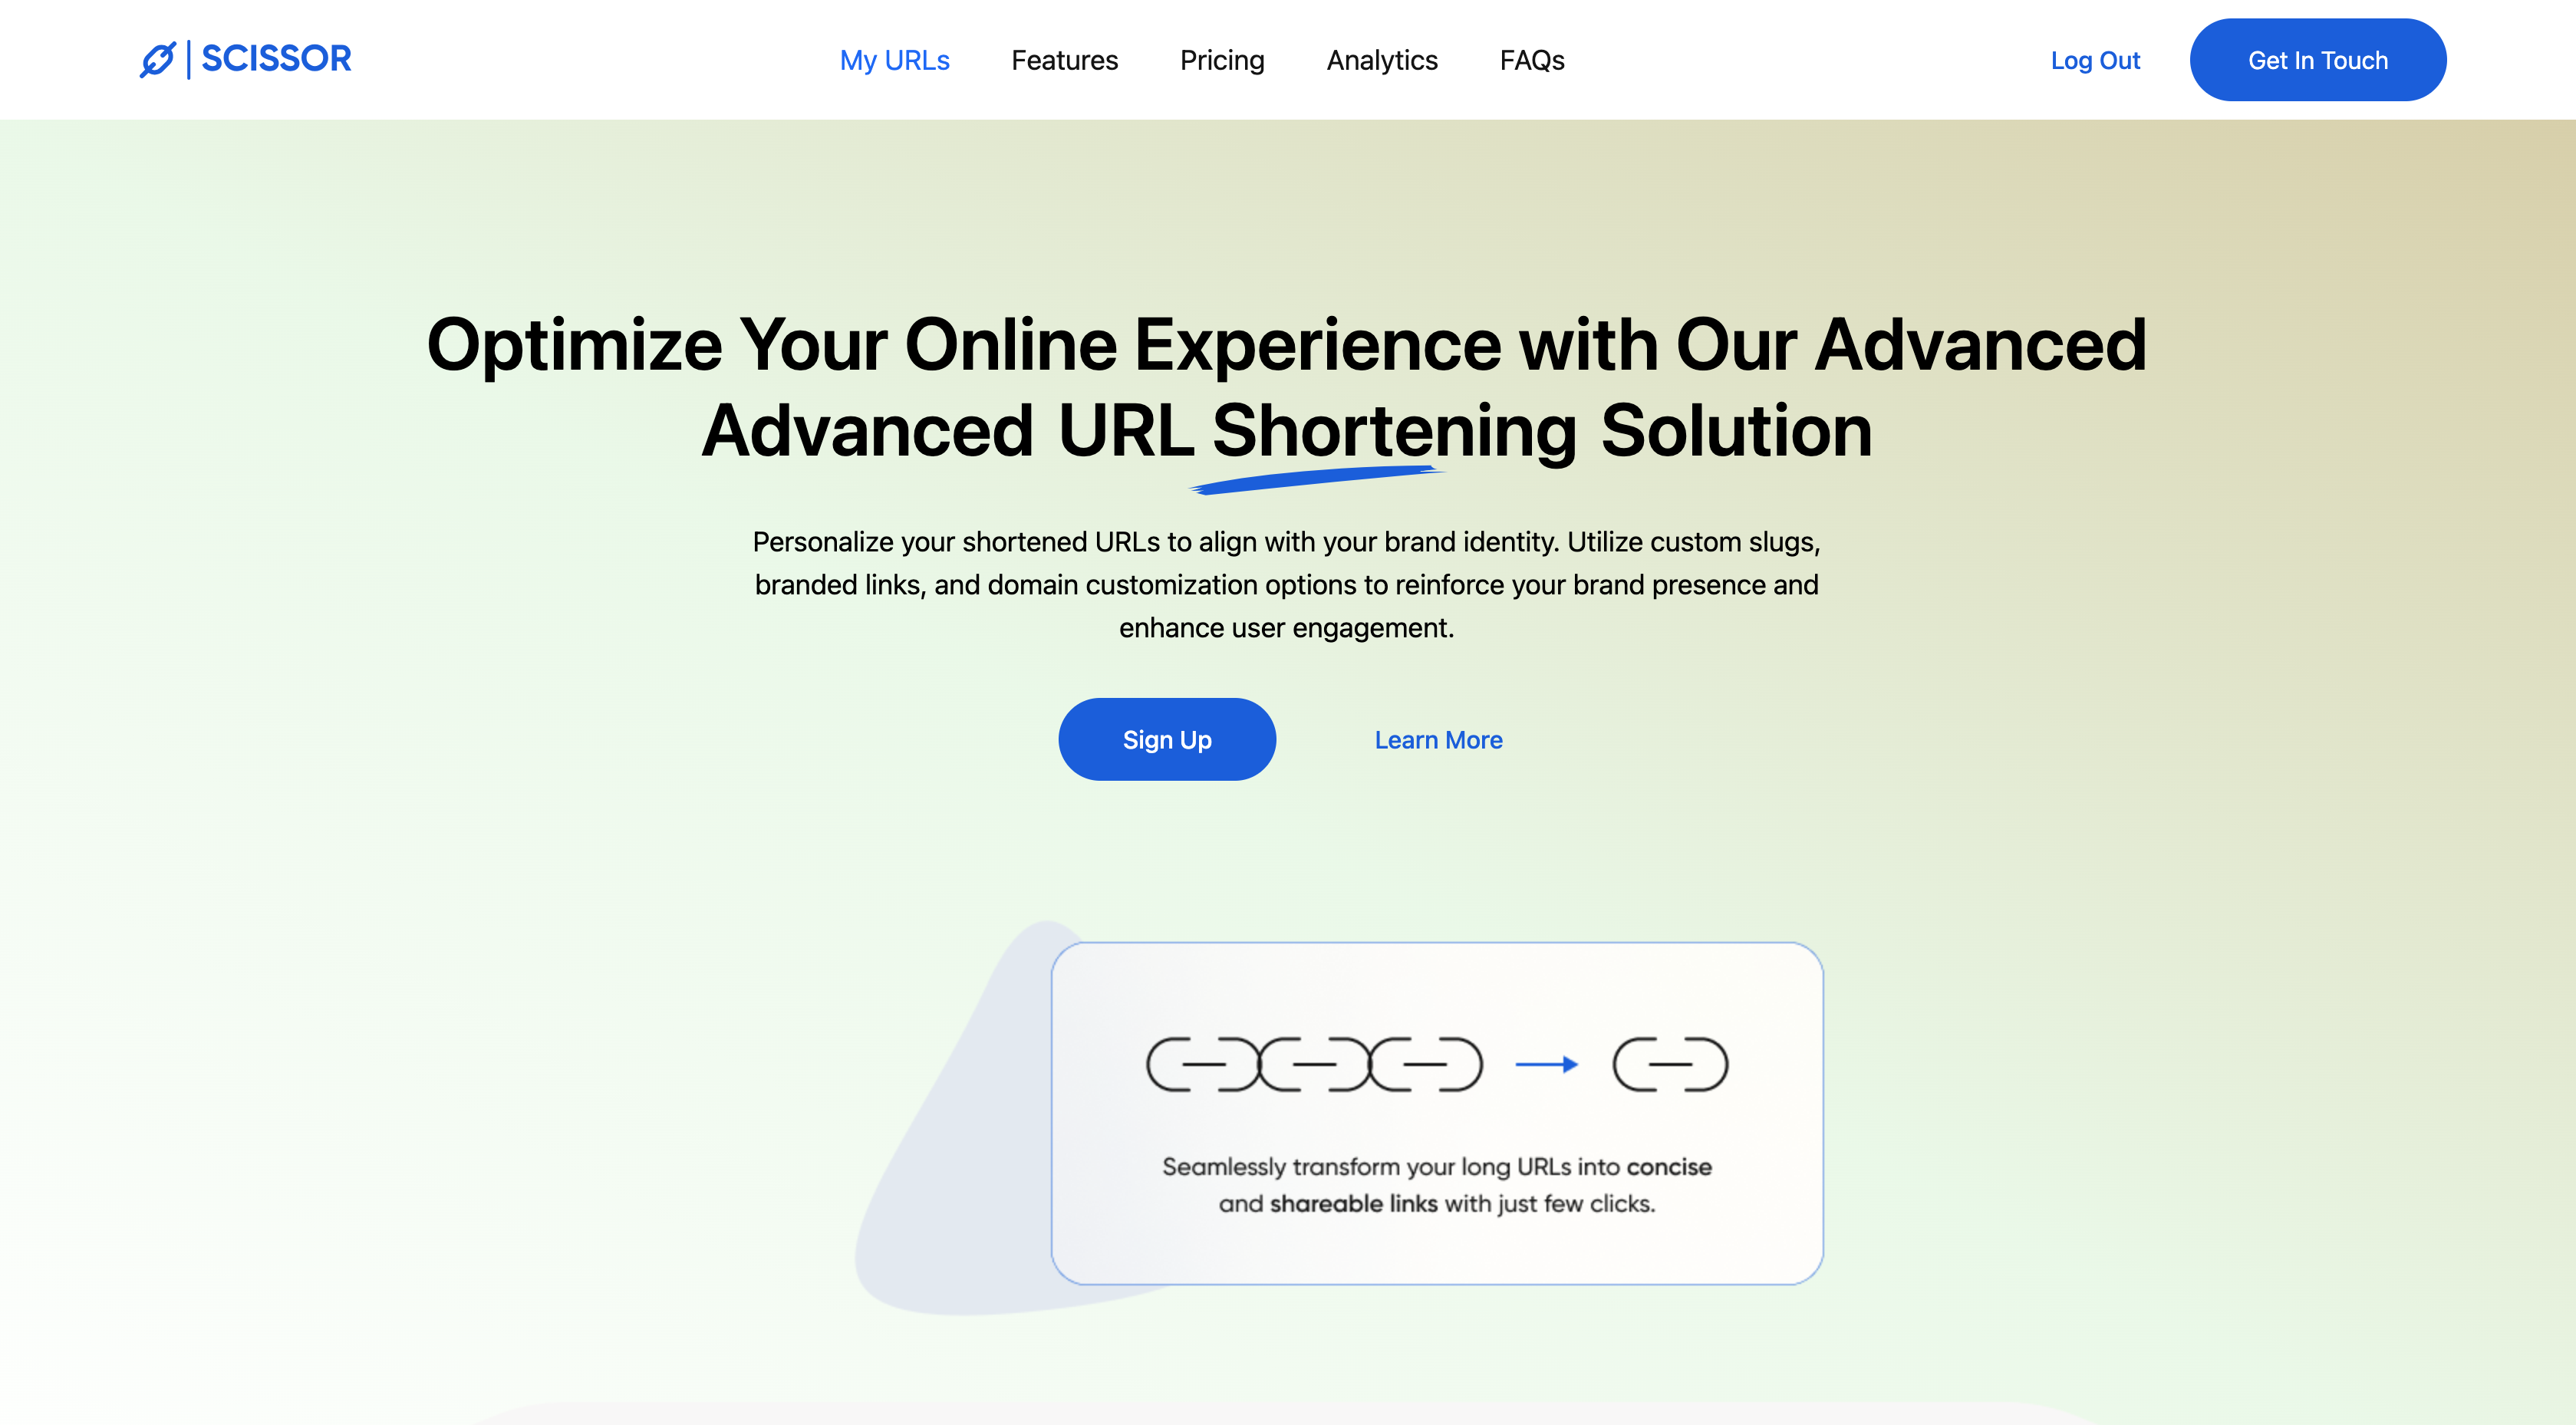 SCISSOR
My URLs
Features
Pricing
Analytics
FAQs
Log Out
Get In Touch
Optimize Your Online Experience with Our Advanced
Advanced URL Shortening Solution
Personalize your shortened URLs to align with your brand identity. Utilize custom slugs,
branded links, and domain customization options to reinforce your brand presence and
enhance user engagement.
Sign Up
Learn More
Seamlessly transform your long URLs into concise
and shareable links with just few clicks.